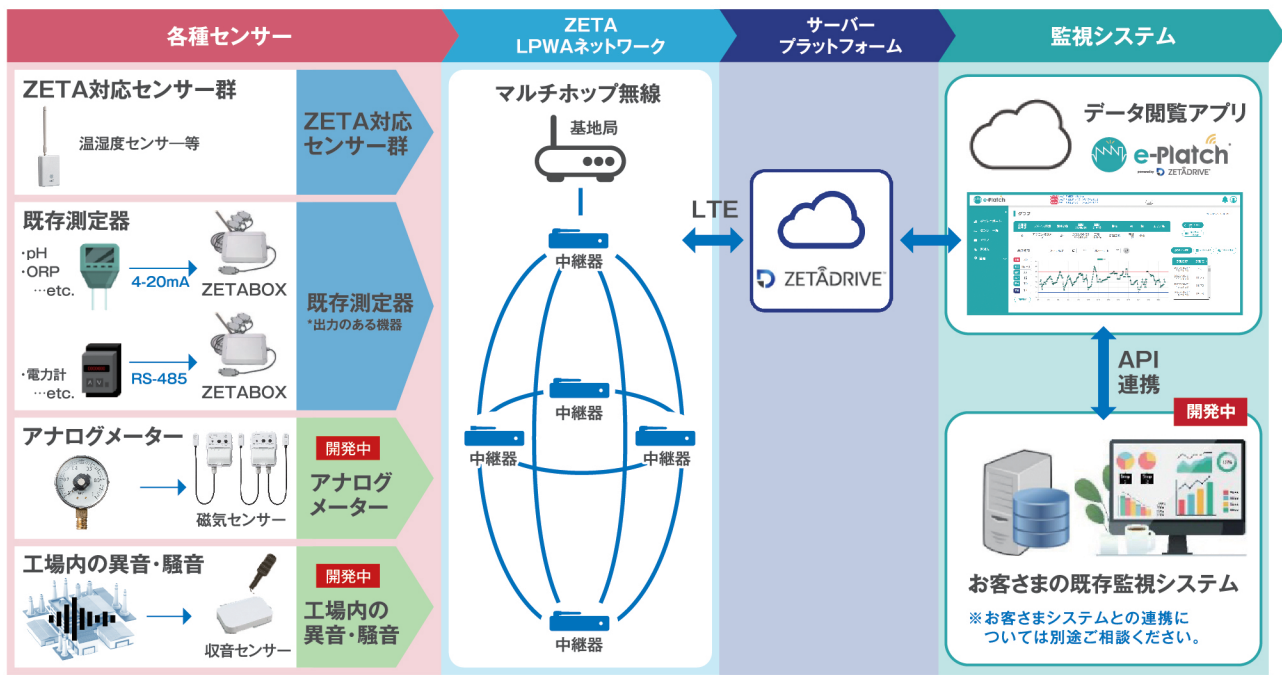 各種センサー
ZETA
LPWAネットワーク
サーバー
プラットフォーム
監視システム
ZETA対応センサー群
温湿度センサー等
ZETA対応
センサー群
既存測定器
・pH
・ORP
…etc.
4-20mA
ZETABOX
・電力計
…etc.
RS-485
ZETABOX
既存測定器
*出力のある機器
アナログメーター
磁気センサー
開発中
アナログ
メーター
工場内の異音・騒音
収音センサー
開発中
工場内の
異音・騒音
マルチホップ無線
基地局
中継器
中継器
中継器
中継器
中継器
LTE
ZETADRIVE
データ閲覧アプリ
e-Platch
powered by ZETADRIVE
e-Platch
グラフ
API
連携
開発中
お客さまの既存監視システム
※お客さまシステムとの連携に
ついては別途ご相談ください。